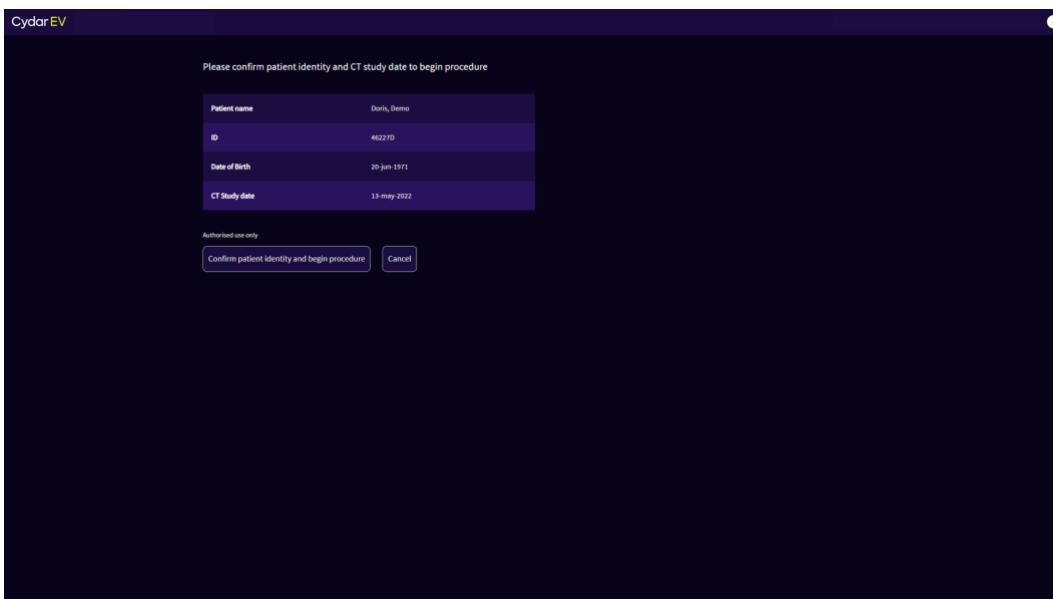 Cydar EV
Please confirm patient identity and CT study date to begin procedure
Patient name Doris, Demo
ID 46227D
Date of Birth 20-jun-1971
CT Study date 13-may-2022
Authorised use only
Confirm patient identity and begin procedure Cancel